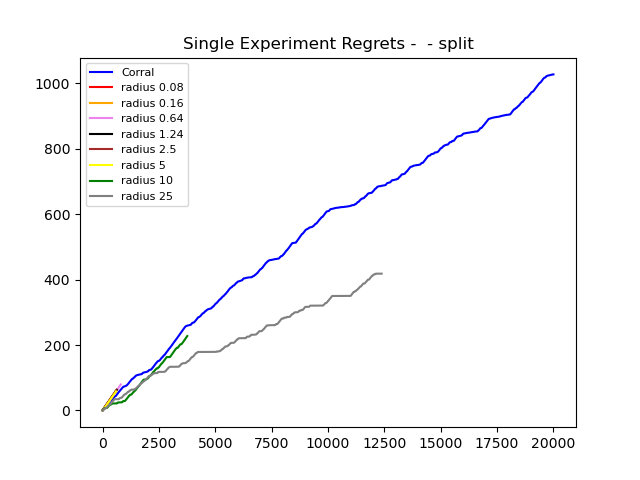 Single Experiment Regrets -  - split
Corral
radius 0.08
radius 0.16
radius 0.64
radius 1.24
radius 2.5
radius 5
radius 10
radius 25
1000
800
600
400
200
0
0 2500 5000 7500 10000 12500 15000 17500 20000